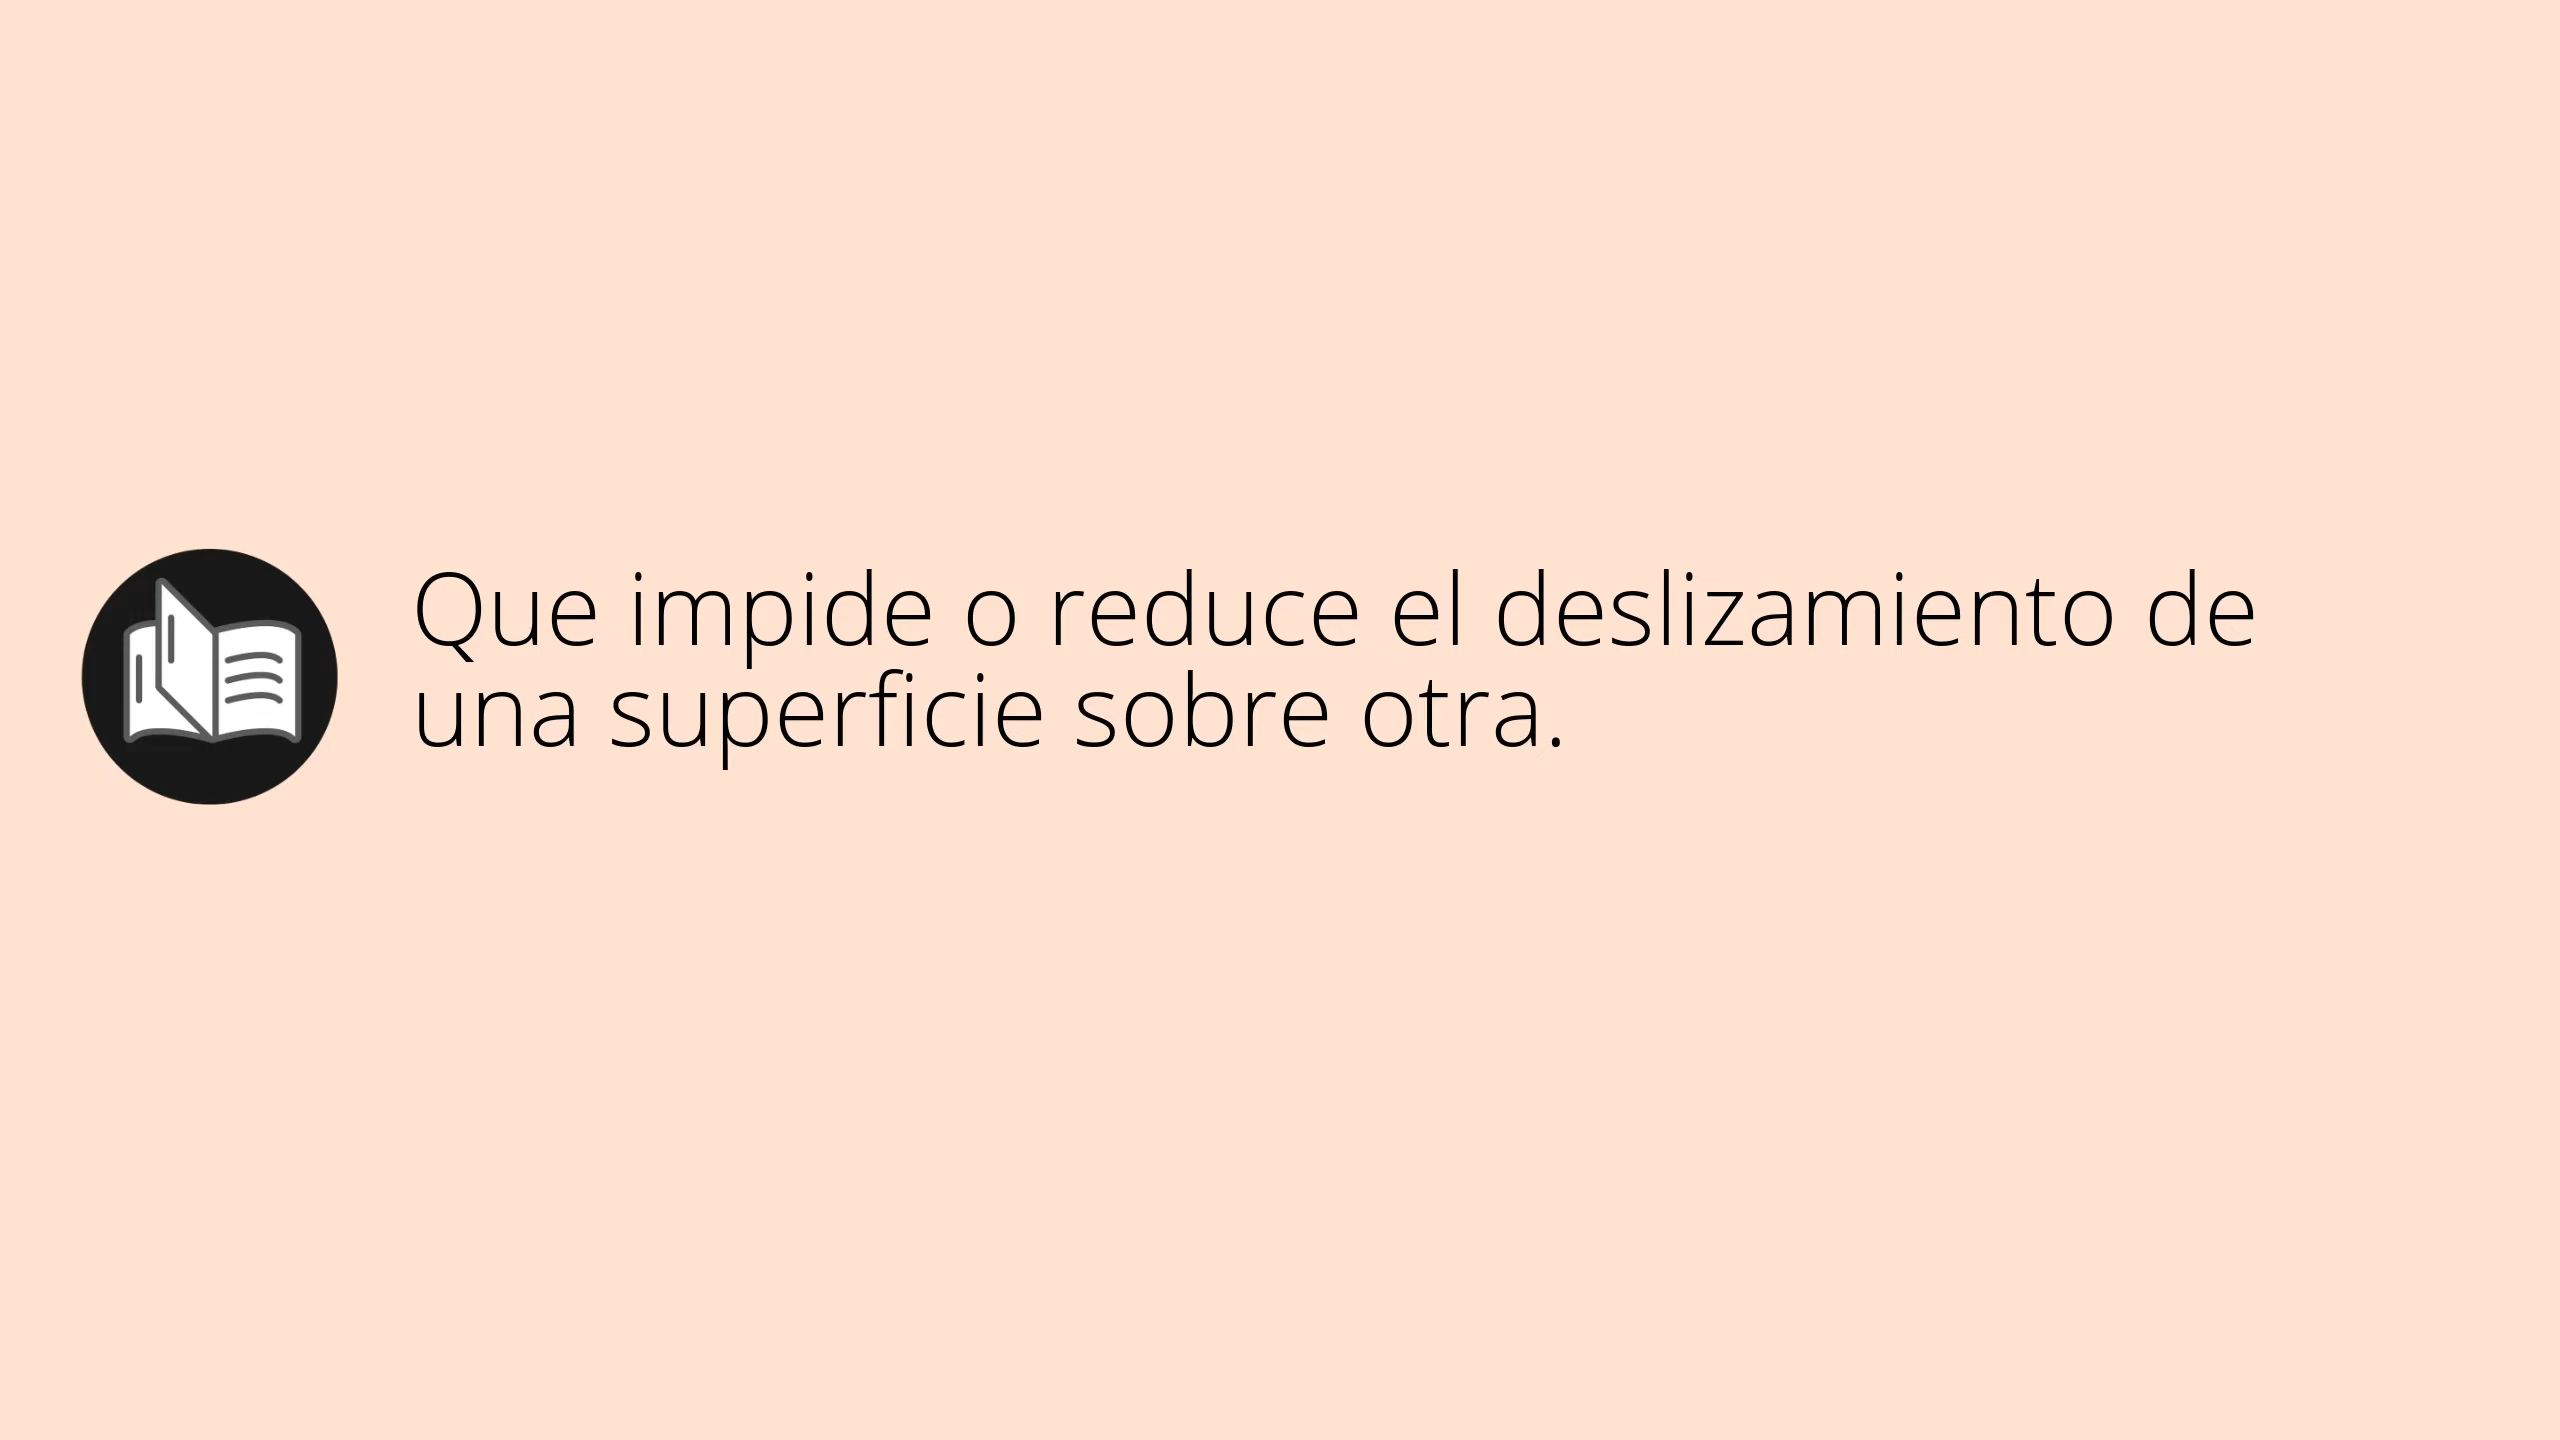 Que impide o reduce el deslizamiento de
una superficie sobre otra.